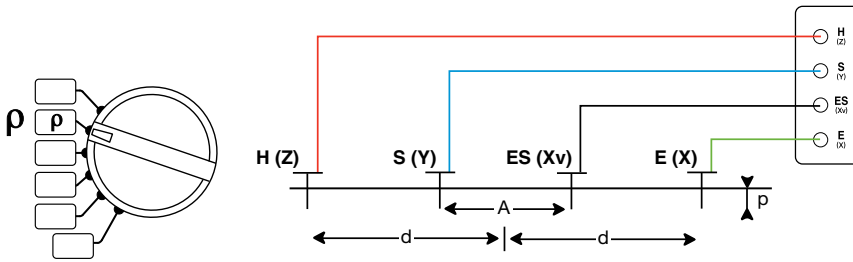 ρ
ρ
H (Z)
S (Y)
ES (Xv)
E (X)
A
d
d
p
H
(Z)
S
(Y)
ES
(Xv)
E
(X)